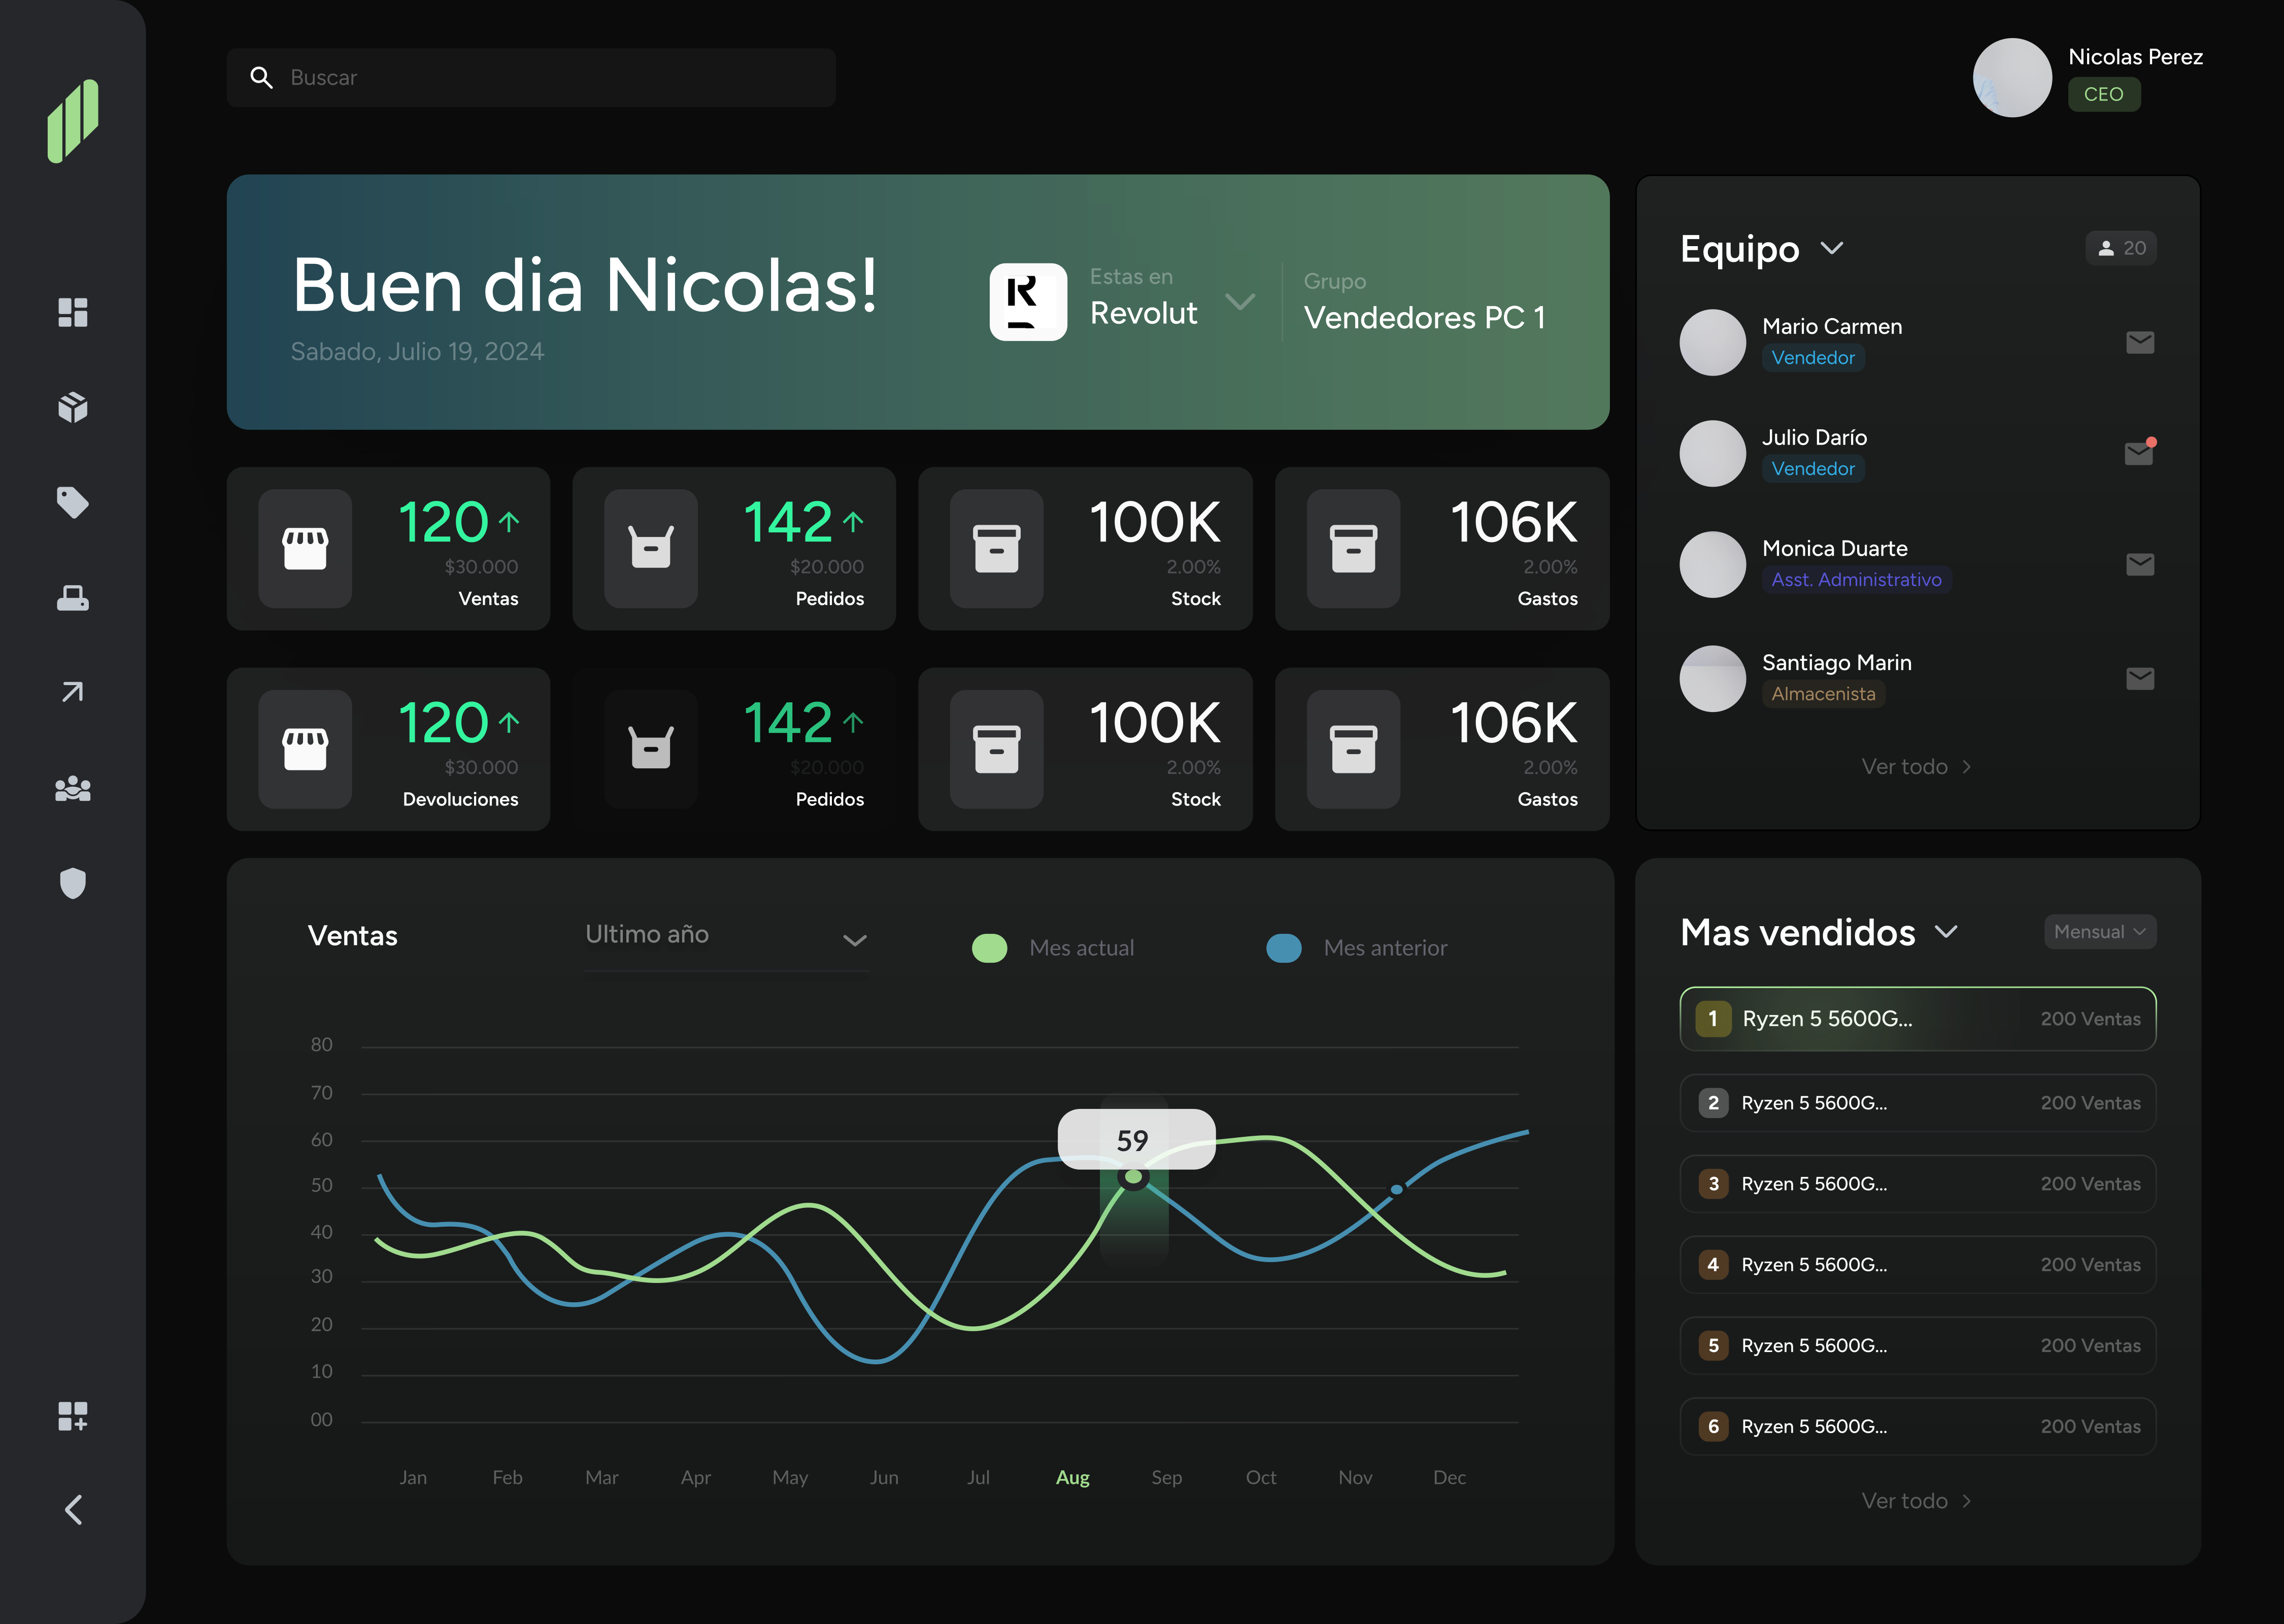 Buscar
Nicolas Perez
CEO
Buen dia Nicolas!
Sabado, Julio 19, 2024
Estas en
Revolut
Grupo
Vendedores PC 1
120
$30.000
Ventas
142
$20.000
Pedidos
100K
2.00%
Stock
106K
2.00%
Gastos
120
$30.000
Devoluciones
142
$20.000
Pedidos
100K
2.00%
Stock
106K
2.00%
Gastos
Equipo
20
Mario Carmen
Vendedor
Julio Darío
Vendedor
Monica Duarte
Asst. Administrativo
Santiago Marin
Almacenista
Ver todo
Ventas
Ultimo año
Mes actual
Mes anterior
80
70
60
50
40
30
20
10
00
59
Jan Feb Mar Apr May Jun Jul Aug Sep Oct Nov Dec
Mas vendidos
Mensual
1 Ryzen 5 5600G... 200 Ventas
2 Ryzen 5 5600G... 200 Ventas
3 Ryzen 5 5600G... 200 Ventas
4 Ryzen 5 5600G... 200 Ventas
5 Ryzen 5 5600G... 200 Ventas
6 Ryzen 5 5600G... 200 Ventas
Ver todo